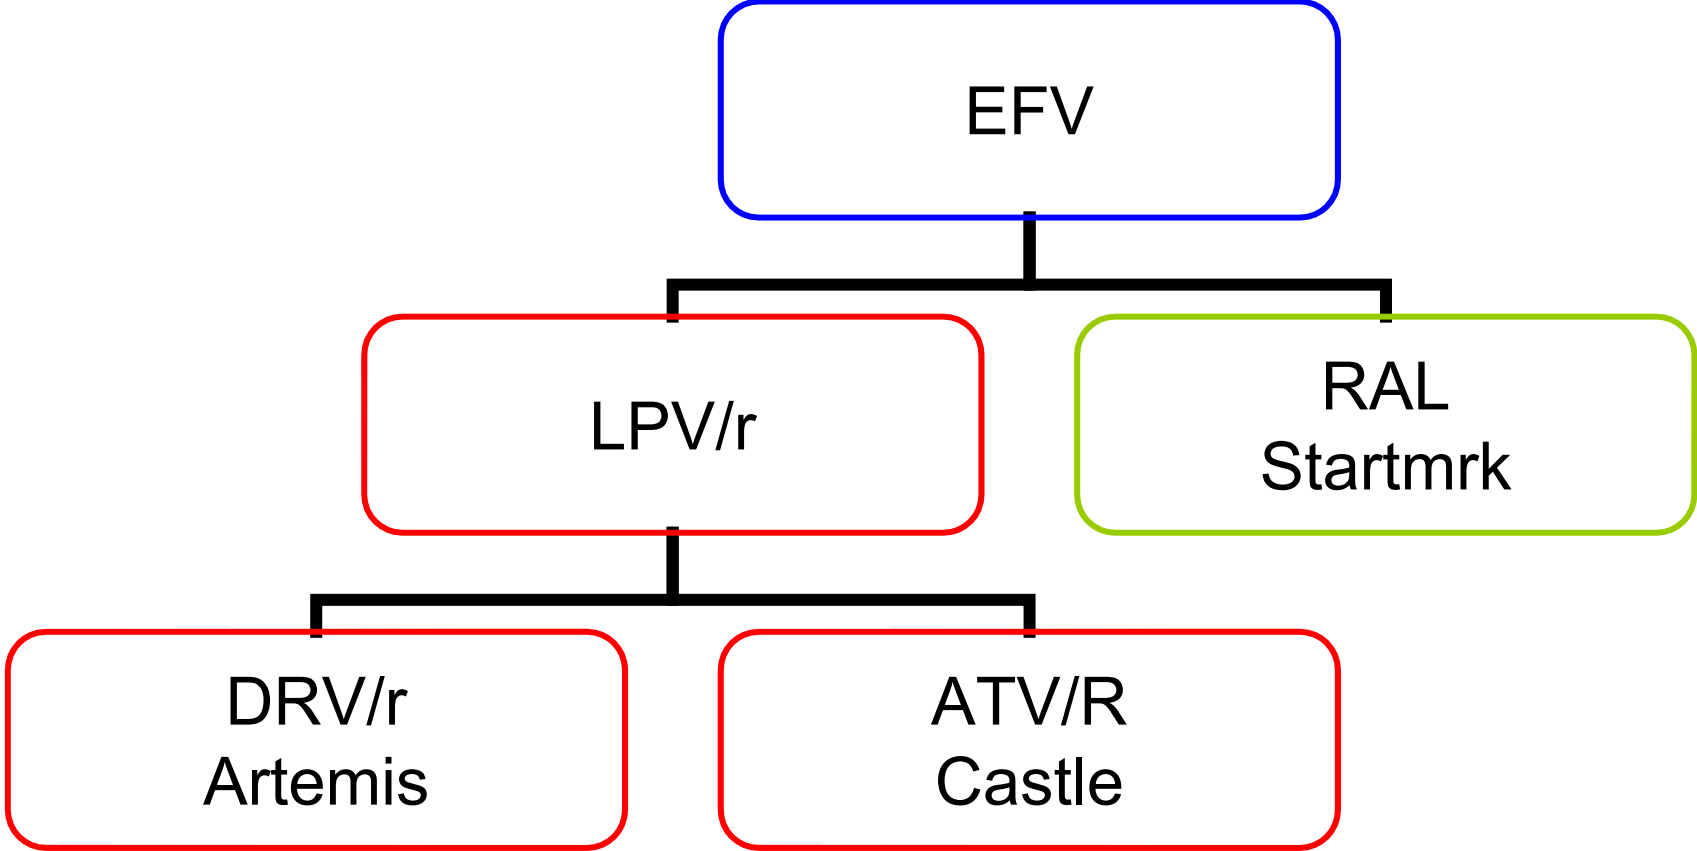 EFV
LPV/r
RAL
Startmrk
DRV/r
Artemis
ATV/R
Castle